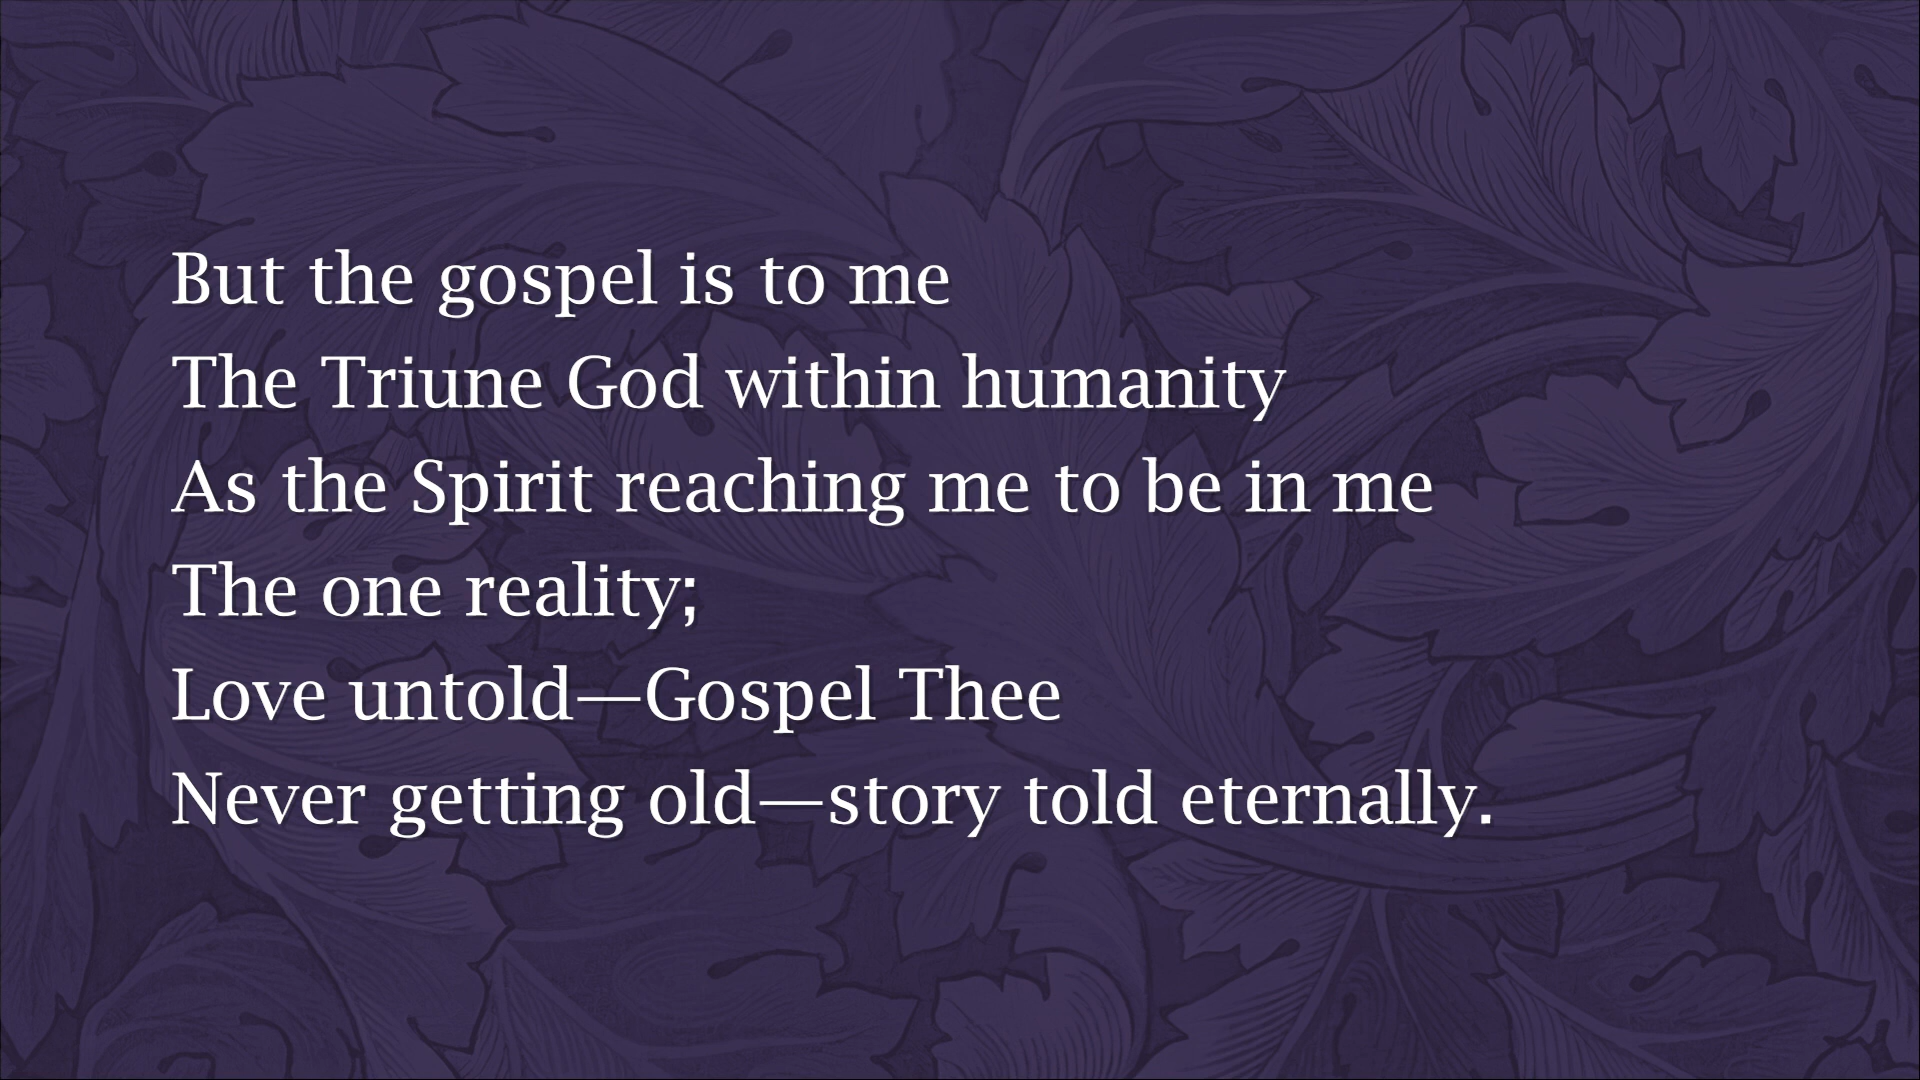 But the gospel is to me
The Triune God within humanity
As the Spirit reaching me to be in me
The one reality;
Love untold—Gospel Thee
Never getting old—story told eternally.